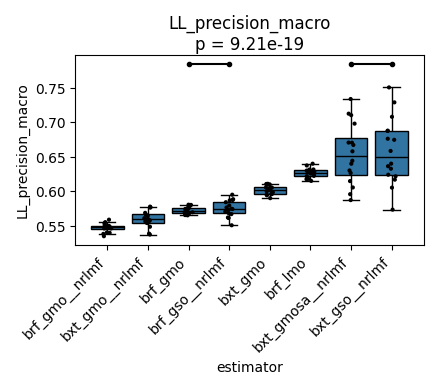 LL_precision_macro
p = 9.21e-19
LL_precision_macro
0.75
0.70
0.65
0.60
0.55
brf_gmo__nrlmf
bxt_gmo__nrlmf
brf_gmo
brf_gso__nrlmf
bxt_gmo
brf_lmo
bxt_gmosa__nrlmf
bxt_gso__nrlmf
estimator